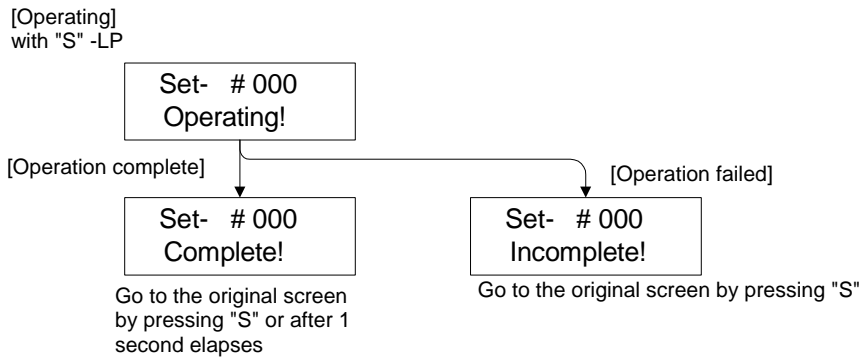 [Operating]
with "S" -LP
Set- # 000
Operating!
[Operation complete]
[Operation failed]
Set- # 000
Complete!
Set- # 000
Incomplete!
Go to the original screen
by pressing "S" or after 1
second elapses
Go to the original screen by pressing "S"